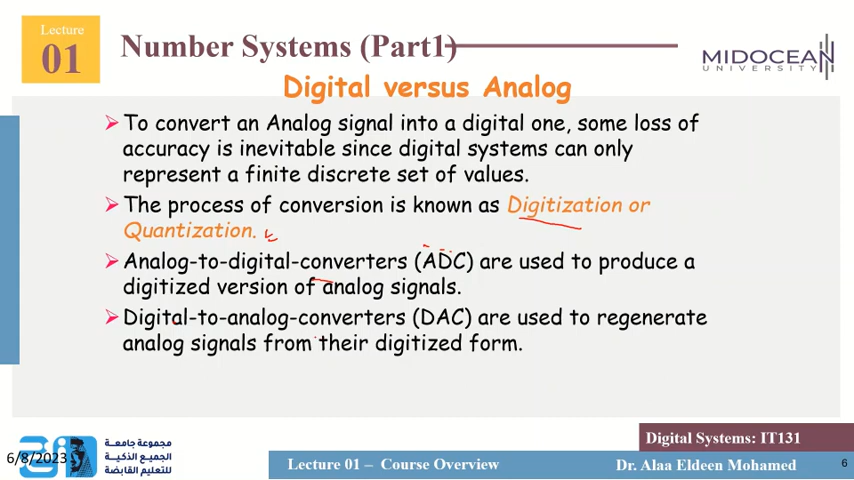 Lecture
01
Number Systems (Part1)
MIDOCEAN
UNIVERSITY
Digital versus Analog
To convert an Analog signal into a digital one, some loss of
accuracy is inevitable since digital systems can only
represent a finite discrete set of values.
The process of conversion is known as Digitization or
Quantization.
Analog-to-digital-converters (ADC) are used to produce a
digitized version of analog signals.
Digital-to-analog-converters (DAC) are used to regenerate
analog signals from their digitized form.
مجموعة جامعة
الجميع الذكية
للتعليم القابضة
6/8/2023
Digital Systems: IT131
Lecture 01 – Course Overview
Dr. Alaa Eldeen Mohamed
6